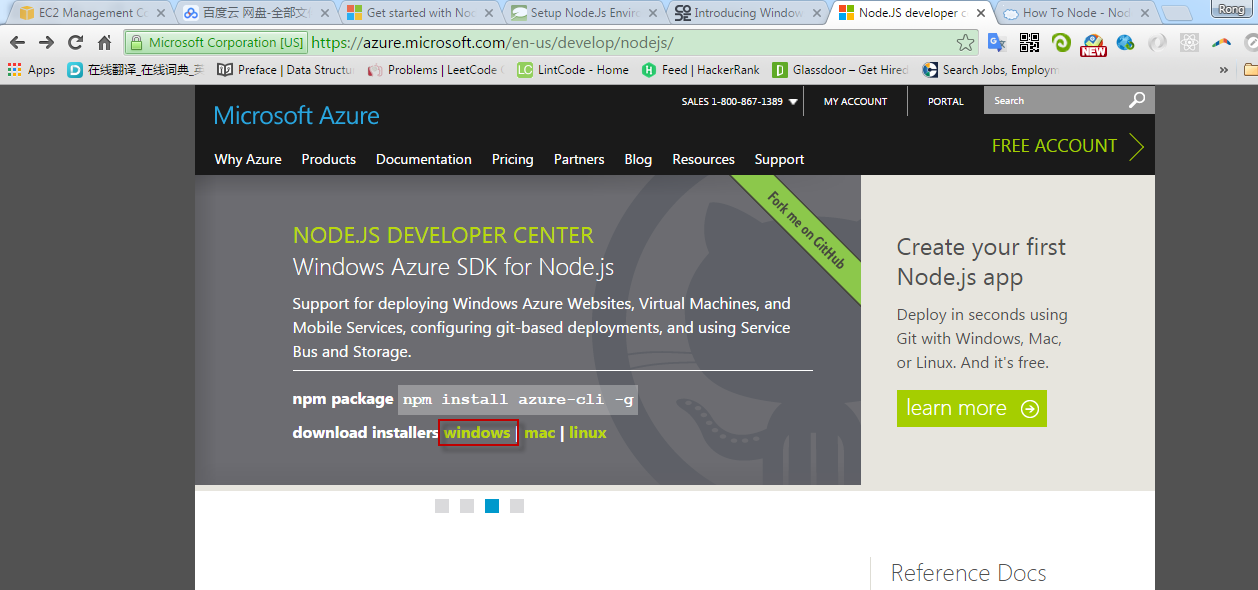 EC2 Management Co
百度云 网盘-全部文件
Get started with Nod
Setup Node.Js Enviro
Introducing Window
Node.JS developer c
How To Node - Nod
Rong
Microsoft Corporation [US]
https://azure.microsoft.com/en-us/develop/nodejs/
NEW
Apps
在线翻译_在线词典_英
Preface | Data Structu
Problems | LeetCode
LC
LintCode - Home
Feed | HackerRank
Glassdoor – Get Hired
Search Jobs, Employm
»
Microsoft Azure
SALES 1-800-867-1389
MY ACCOUNT
PORTAL
Search
FREE ACCOUNT
Why Azure
Products
Documentation
Pricing
Partners
Blog
Resources
Support
Fork me on GitHub
NODE.JS DEVELOPER CENTER
Windows Azure SDK for Node.js
Support for deploying Windows Azure Websites, Virtual Machines, and
Mobile Services, configuring git-based deployments, and using Service
Bus and Storage.
npm package npm install azure-cli -g
download installers windows | mac | linux
Create your first
Node.js app
Deploy in seconds using
Git with Windows, Mac,
or Linux. And it's free.
learn more
Reference Docs